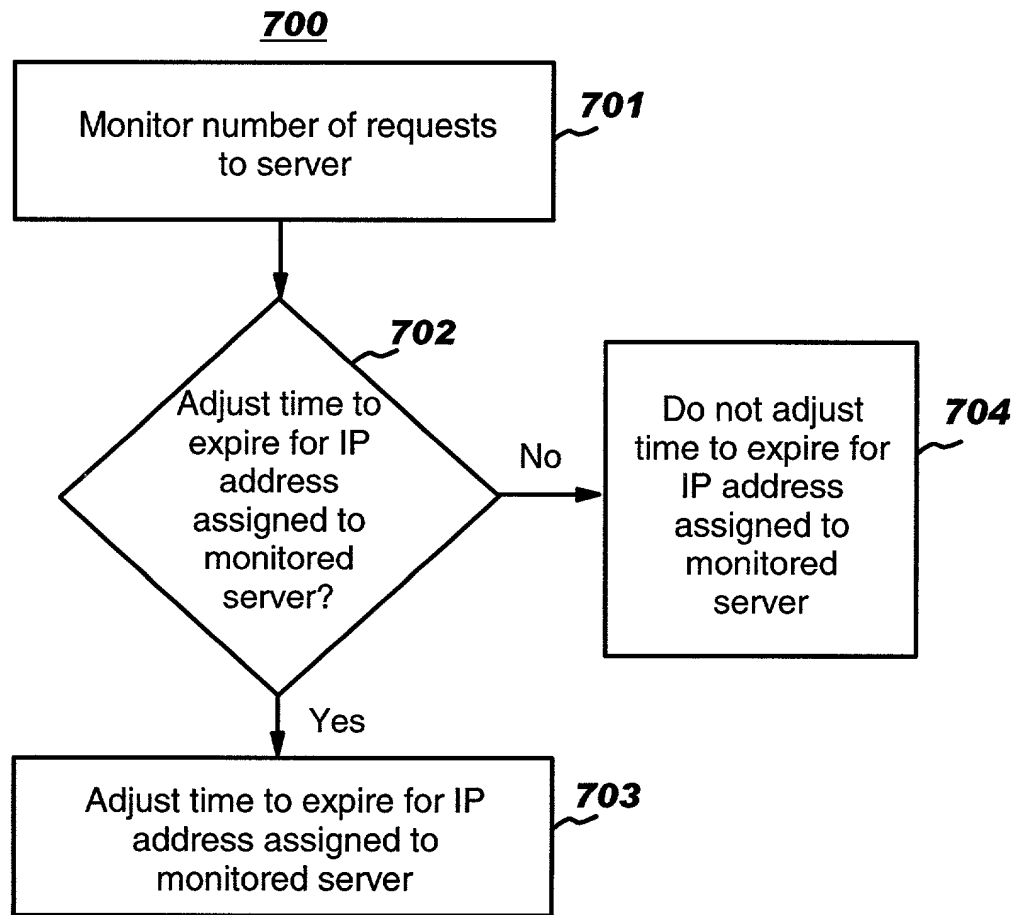 700
Monitor number of requests
to server
701
702
Adjust time to
expire for IP
address
assigned to
monitored
server?
No
Do not adjust
time to expire for
IP address
assigned to
monitored
server
704
Yes
Adjust time to expire for IP
address assigned to
monitored server
703